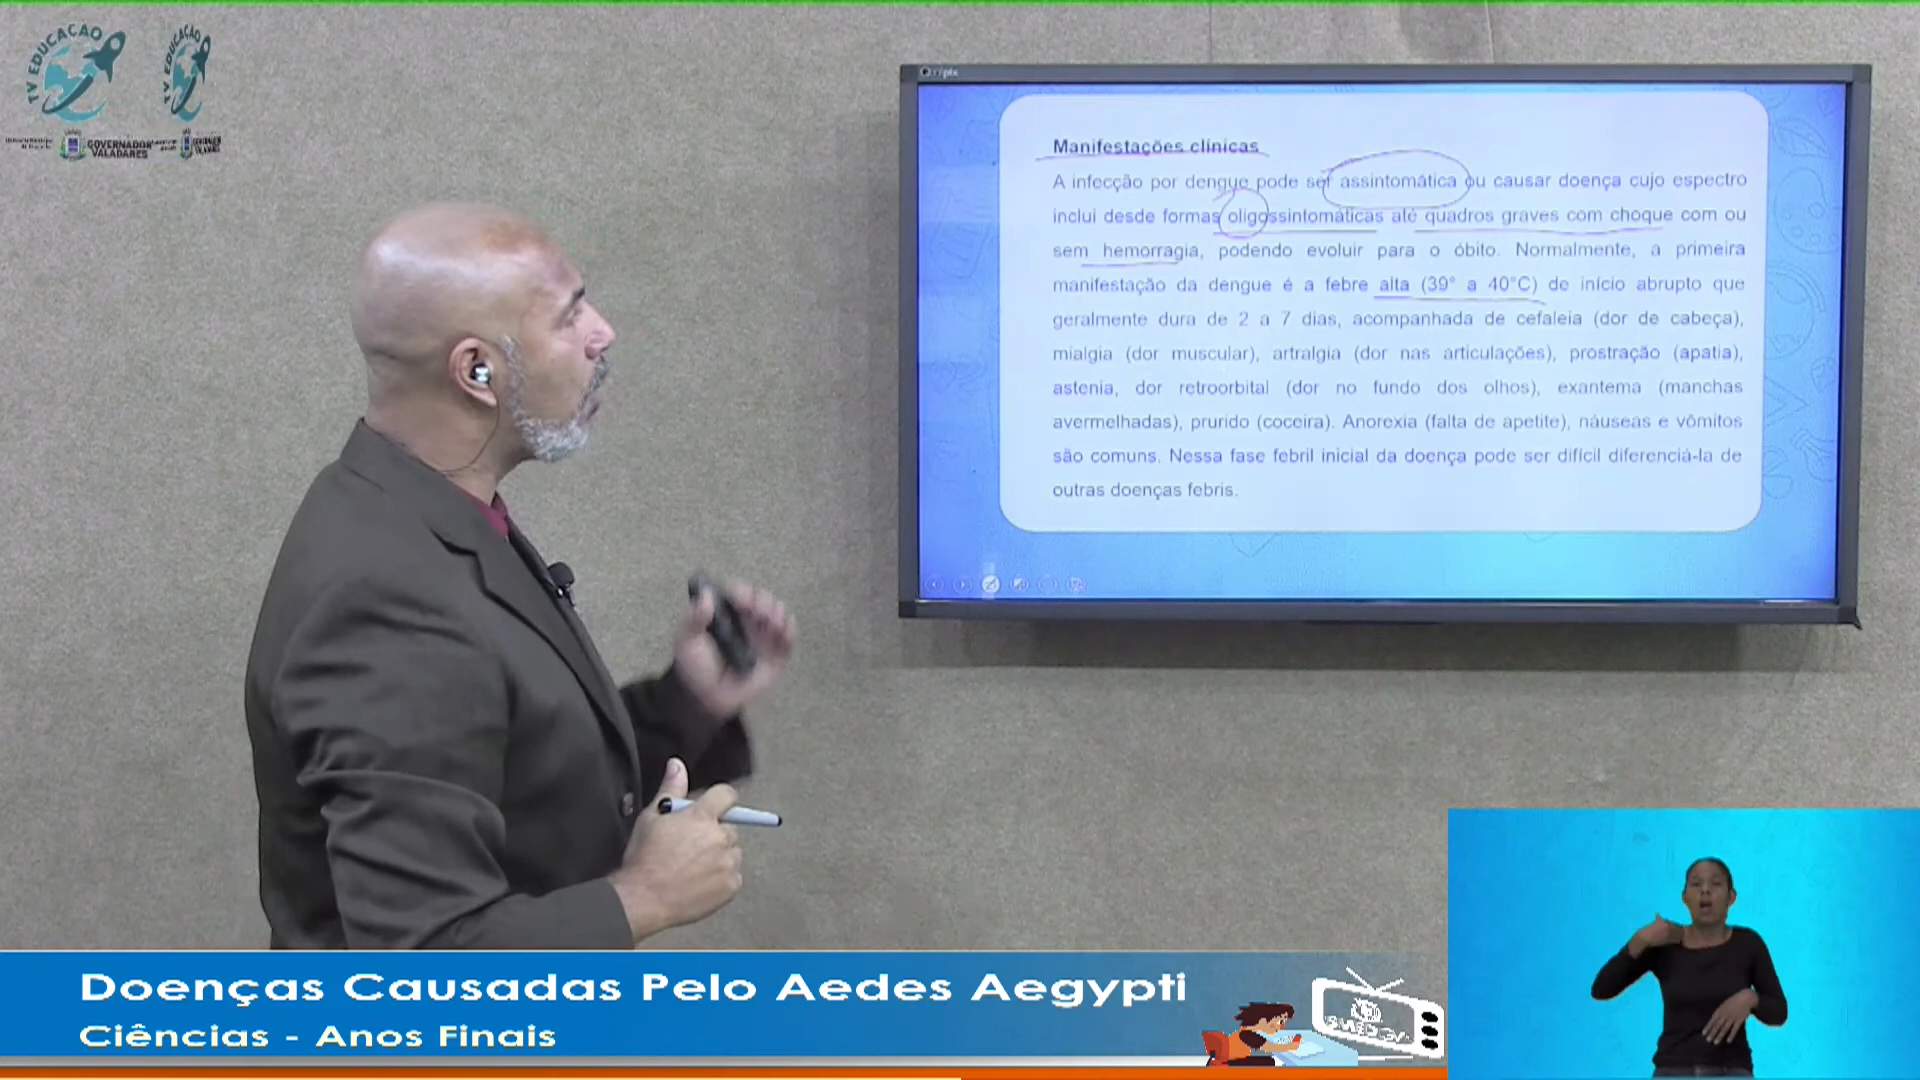 TV EDUCAÇÃO
TV EDUCAÇÃO
GOVERNADOR
VALADARES
GOVERNADOR
VALADARES
Manifestações clínicas
A infecção por dengue pode ser assintomática ou causar doença cujo espectro
inclui desde formas oligossintomáticas até quadros graves com choque com ou
sem hemorragia, podendo evoluir para o óbito. Normalmente, a primeira
manifestação da dengue é a febre alta (39° a 40°C) de início abrupto que
geralmente dura de 2 a 7 dias, acompanhada de cefaleia (dor de cabeça),
mialgia (dor muscular), artralgia (dor nas articulações), prostração (apatia),
astenia, dor retroorbital (dor no fundo dos olhos), exantema (manchas
avermelhadas), prurido (coceira). Anorexia (falta de apetite), náuseas e vômitos
são comuns. Nessa fase febril inicial da doença pode ser difícil diferenciá-la de
outras doenças febris.
Doenças Causadas Pelo Aedes Aegypti
Ciências - Anos Finais